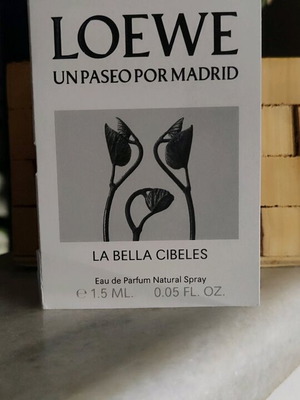 LOEWE
UN PASEO POR MADRID
LA BELLA CIBELES
Eau de Parfum Natural Spray
℮ 1.5 ML. 0.05 FL. OZ.